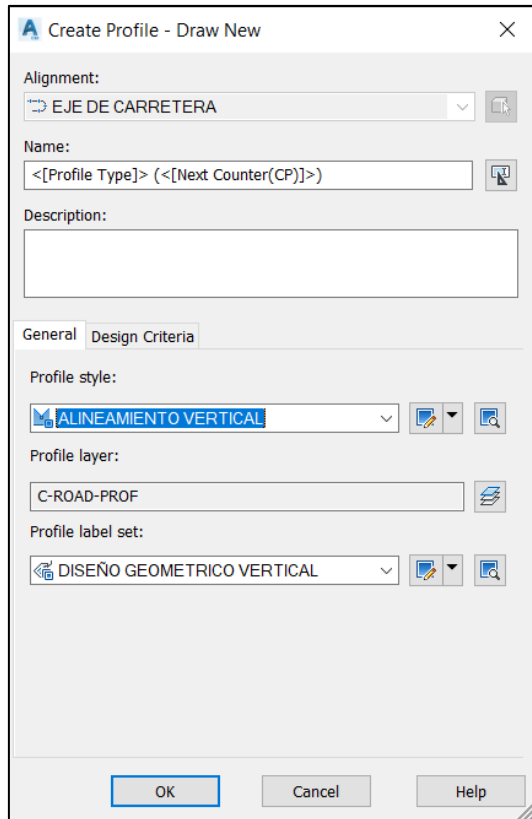 Create Profile - Draw New
Alignment:
EJE DE CARRETERA
Name:
<[Profile Type]> (<[Next Counter(CP)]>)
Description:
General Design Criteria
Profile style:
ALINEAMIENTO VERTICAL
Profile layer:
C-ROAD-PROF
Profile label set:
DISEÑO GEOMETRICO VERTICAL
OK Cancel Help